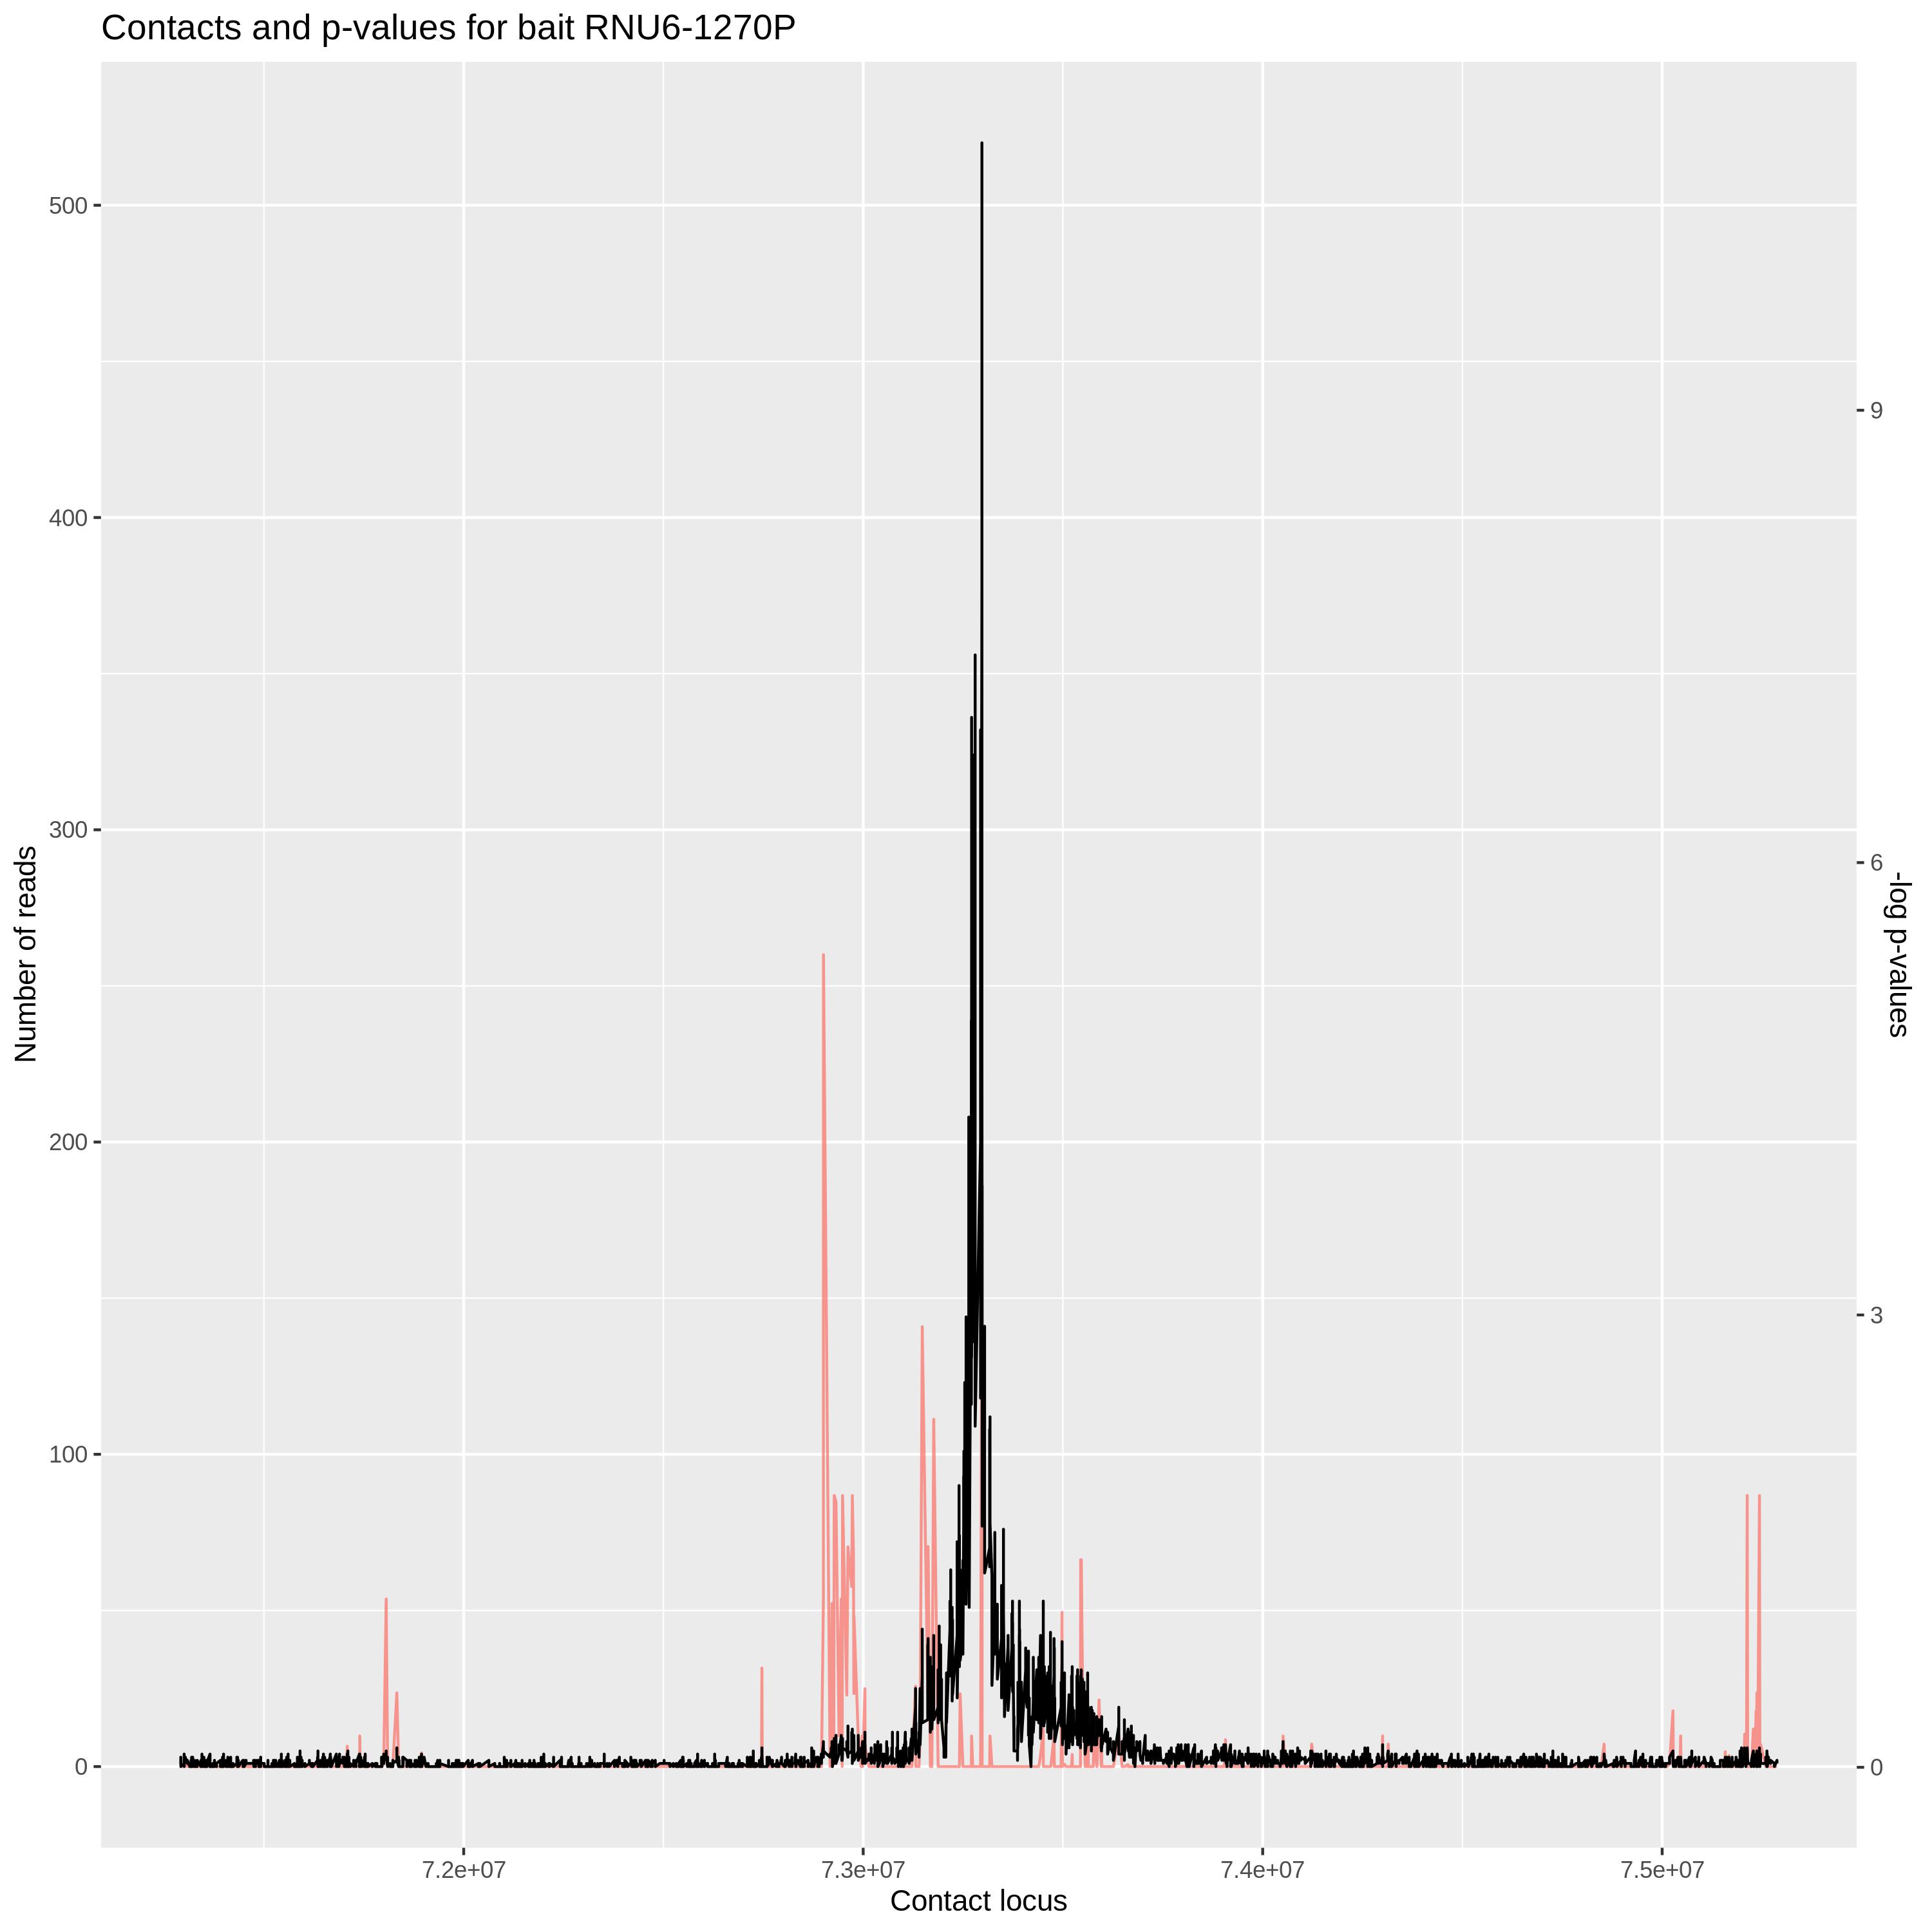 Contacts and p-values for bait RNU6-1270P
500
400
300
200
100
0
Number of reads
9
6
3
0
-log p-values
7.2e+07
7.3e+07
7.4e+07
7.5e+07
Contact locus